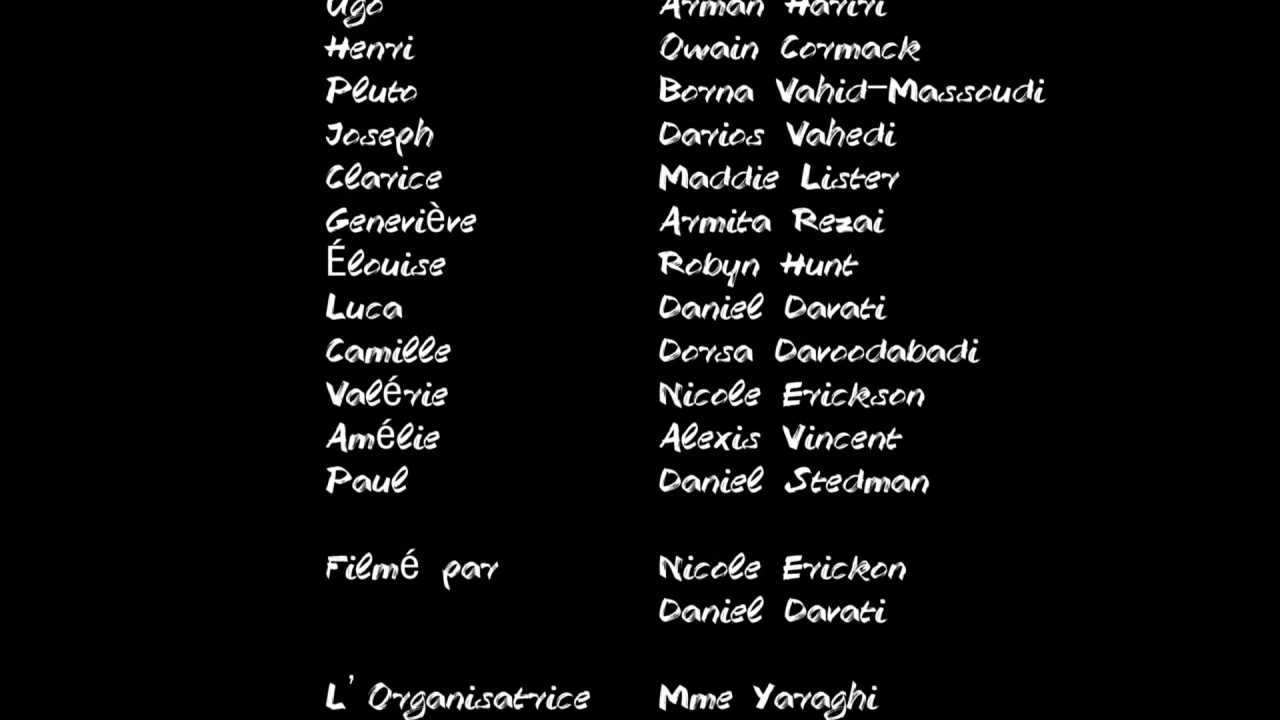 Ugo Arman Hariri
Henri Owain Cormack
Pluto Borna Vahid-Massoudi
Joseph Darios Vahedi
Clarice Maddie Lister
Geneviève Armita Rezai
Élouise Robyn Hunt
Luca Daniel Davati
Camille Dorsa Davoodabadi
Valérie Nicole Erickson
Amélie Alexis Vincent
Paul Daniel Stedman
Filmé par Nicole Erickon
Daniel Davati
L' Organisatrice Mme Yaraghi